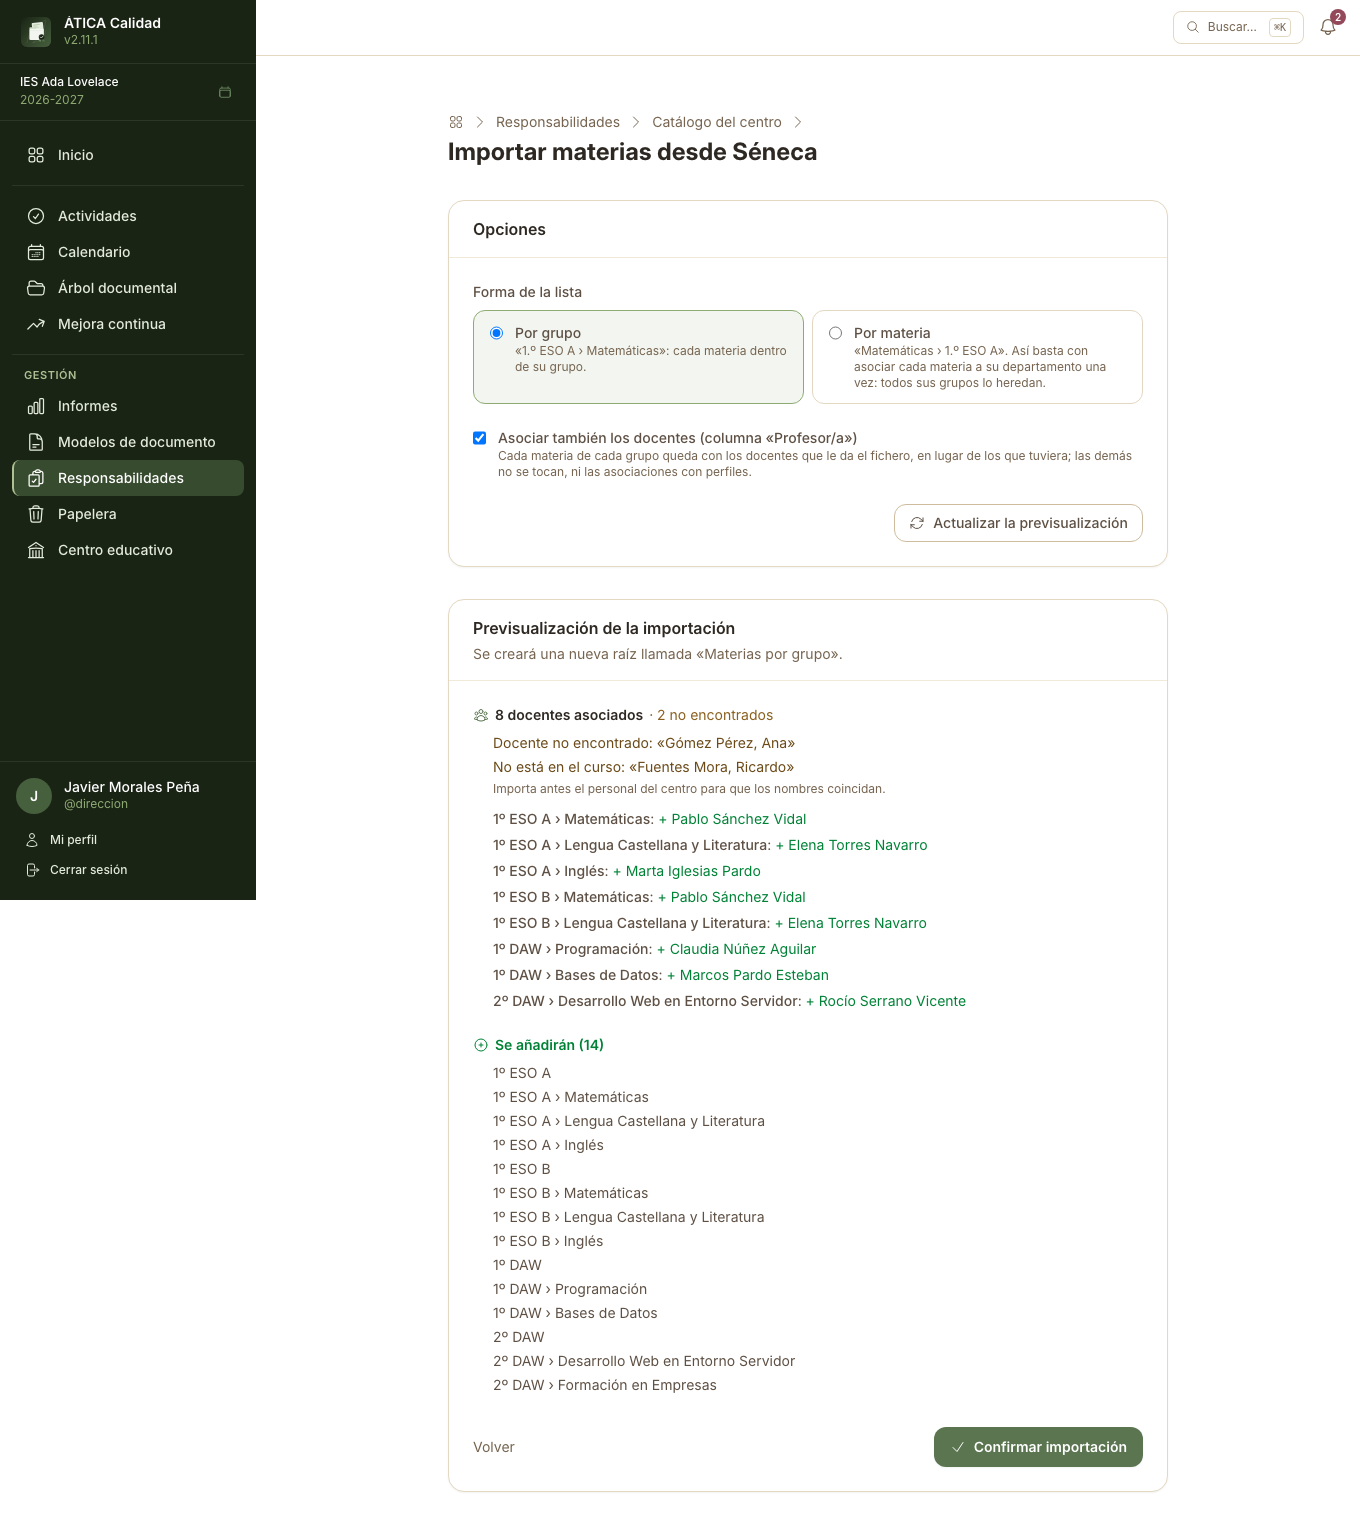 ÁTICA Calidad
v2.11.1
IES Ada Lovelace
2026-2027
Inicio
Actividades
Calendario
Árbol documental
Mejora continua
GESTIÓN
Informes
Modelos de documento
Responsabilidades
Papelera
Centro educativo
J
Javier Morales Peña
@direccion
Mi perfil
Cerrar sesión
Buscar...
⌘K
2
Responsabilidades
Catálogo del centro
Importar materias desde Séneca
Opciones
Forma de la lista
Por grupo
«1.º ESO A › Matemáticas»: cada materia dentro
de su grupo.
Por materia
«Matemáticas › 1.º ESO A». Así basta con
asociar cada materia a su departamento una
vez: todos sus grupos lo heredan.
Asociar también los docentes (columna «Profesor/a»)
Cada materia de cada grupo queda con los docentes que le da el fichero, en lugar de los que tuviera; las demás
no se tocan, ni las asociaciones con perfiles.
Actualizar la previsualización
Previsualización de la importación
Se creará una nueva raíz llamada «Materias por grupo».
8 docentes asociados · 2 no encontrados
Docente no encontrado: «Gómez Pérez, Ana»
No está en el curso: «Fuentes Mora, Ricardo»
Importa antes el personal del centro para que los nombres coincidan.
1º ESO A › Matemáticas: + Pablo Sánchez Vidal
1º ESO A › Lengua Castellana y Literatura: + Elena Torres Navarro
1º ESO A › Inglés: + Marta Iglesias Pardo
1º ESO B › Matemáticas: + Pablo Sánchez Vidal
1º ESO B › Lengua Castellana y Literatura: + Elena Torres Navarro
1º DAW › Programación: + Claudia Núñez Aguilar
1º DAW › Bases de Datos: + Marcos Pardo Esteban
2º DAW › Desarrollo Web en Entorno Servidor: + Rocío Serrano Vicente
Se añadirán (14)
1º ESO A
1º ESO A › Matemáticas
1º ESO A › Lengua Castellana y Literatura
1º ESO A › Inglés
1º ESO B
1º ESO B › Matemáticas
1º ESO B › Lengua Castellana y Literatura
1º ESO B › Inglés
1º DAW
1º DAW › Programación
1º DAW › Bases de Datos
2º DAW
2º DAW › Desarrollo Web en Entorno Servidor
2º DAW › Formación en Empresas
Volver
Confirmar importación